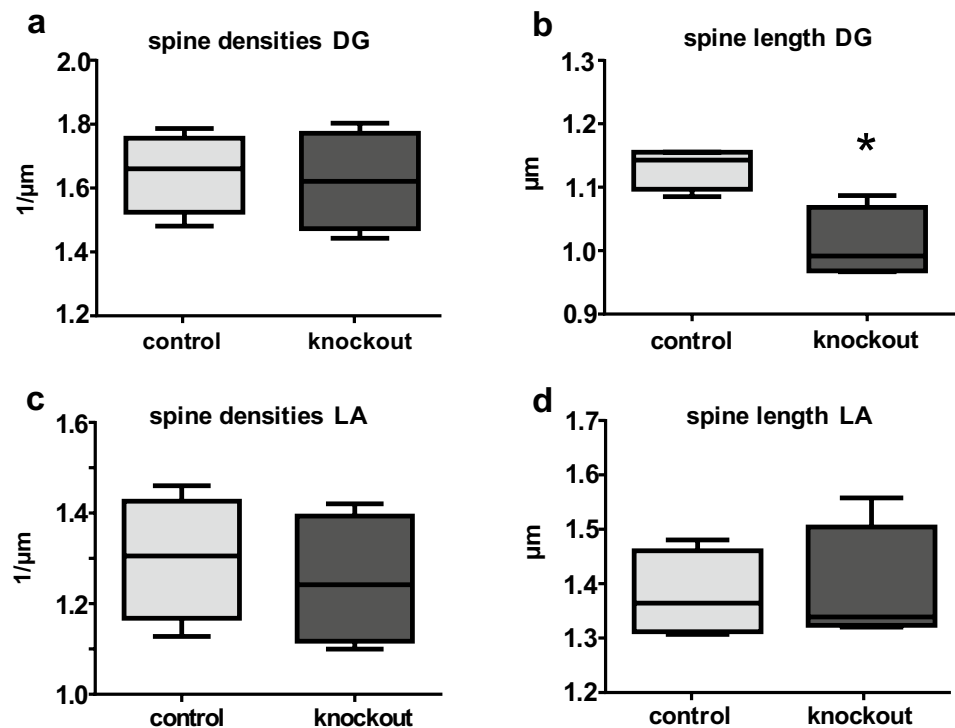 a
spine densities DG
2.0
1.8
1.6
1.4
1.2
1/µm
control
knockout
b
spine length DG
1.3
1.2
1.1
1.0
0.9
µm
*
control
knockout
c
spine densities LA
1.6
1.4
1.2
1.0
1/µm
control
knockout
d
spine length LA
1.7
1.6
1.5
1.4
1.3
1.2
µm
control
knockout